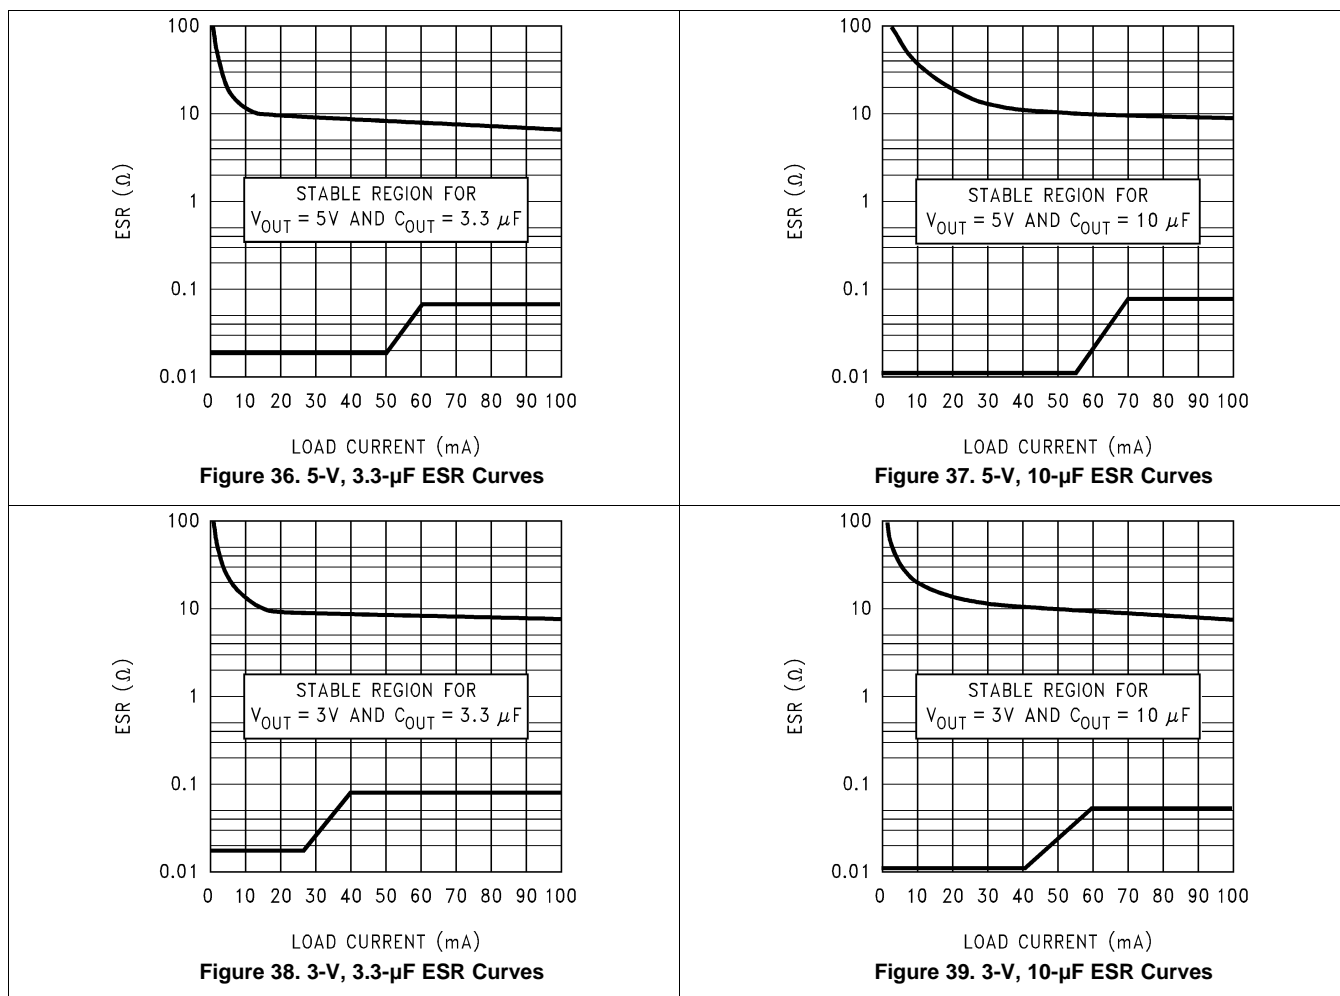 100
10
1
0.1
0.01
ESR (Ω)
STABLE REGION FOR
V_OUT = 5V AND C_OUT = 3.3 μF
0 10 20 30 40 50 60 70 80 90 100
LOAD CURRENT (mA)
Figure 36. 5-V, 3.3-μF ESR Curves
100
10
1
0.1
0.01
ESR (Ω)
STABLE REGION FOR
V_OUT = 5V AND C_OUT = 10 μF
0 10 20 30 40 50 60 70 80 90 100
LOAD CURRENT (mA)
Figure 37. 5-V, 10-μF ESR Curves
100
10
1
0.1
0.01
ESR (Ω)
STABLE REGION FOR
V_OUT = 3V AND C_OUT = 3.3 μF
0 10 20 30 40 50 60 70 80 90 100
LOAD CURRENT (mA)
Figure 38. 3-V, 3.3-μF ESR Curves
100
10
1
0.1
0.01
ESR (Ω)
STABLE REGION FOR
V_OUT = 3V AND C_OUT = 10 μF
0 10 20 30 40 50 60 70 80 90 100
LOAD CURRENT (mA)
Figure 39. 3-V, 10-μF ESR Curves